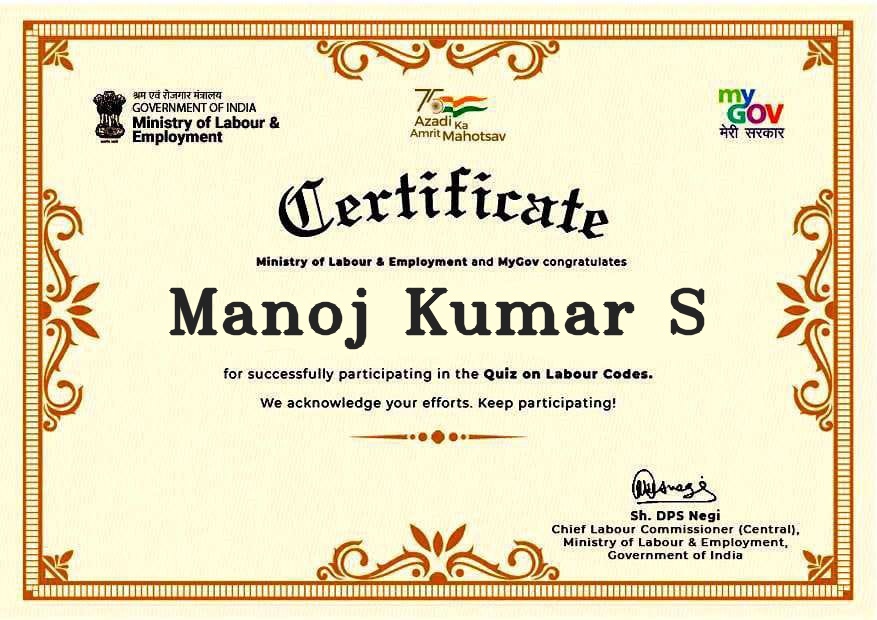 श्रम एवं रोजगार मंत्रालय
GOVERNMENT OF INDIA
Ministry of Labour &
Employment
75
Azadi Ka
Amrit Mahotsav
my
GOV
मेरी सरकार
Certificate
Ministry of Labour & Employment and MyGov congratulates
Manoj Kumar S
for successfully participating in the Quiz on Labour Codes.
We acknowledge your efforts. Keep participating!
Sh. DPS Negi
Chief Labour Commissioner (Central),
Ministry of Labour & Employment,
Government of India